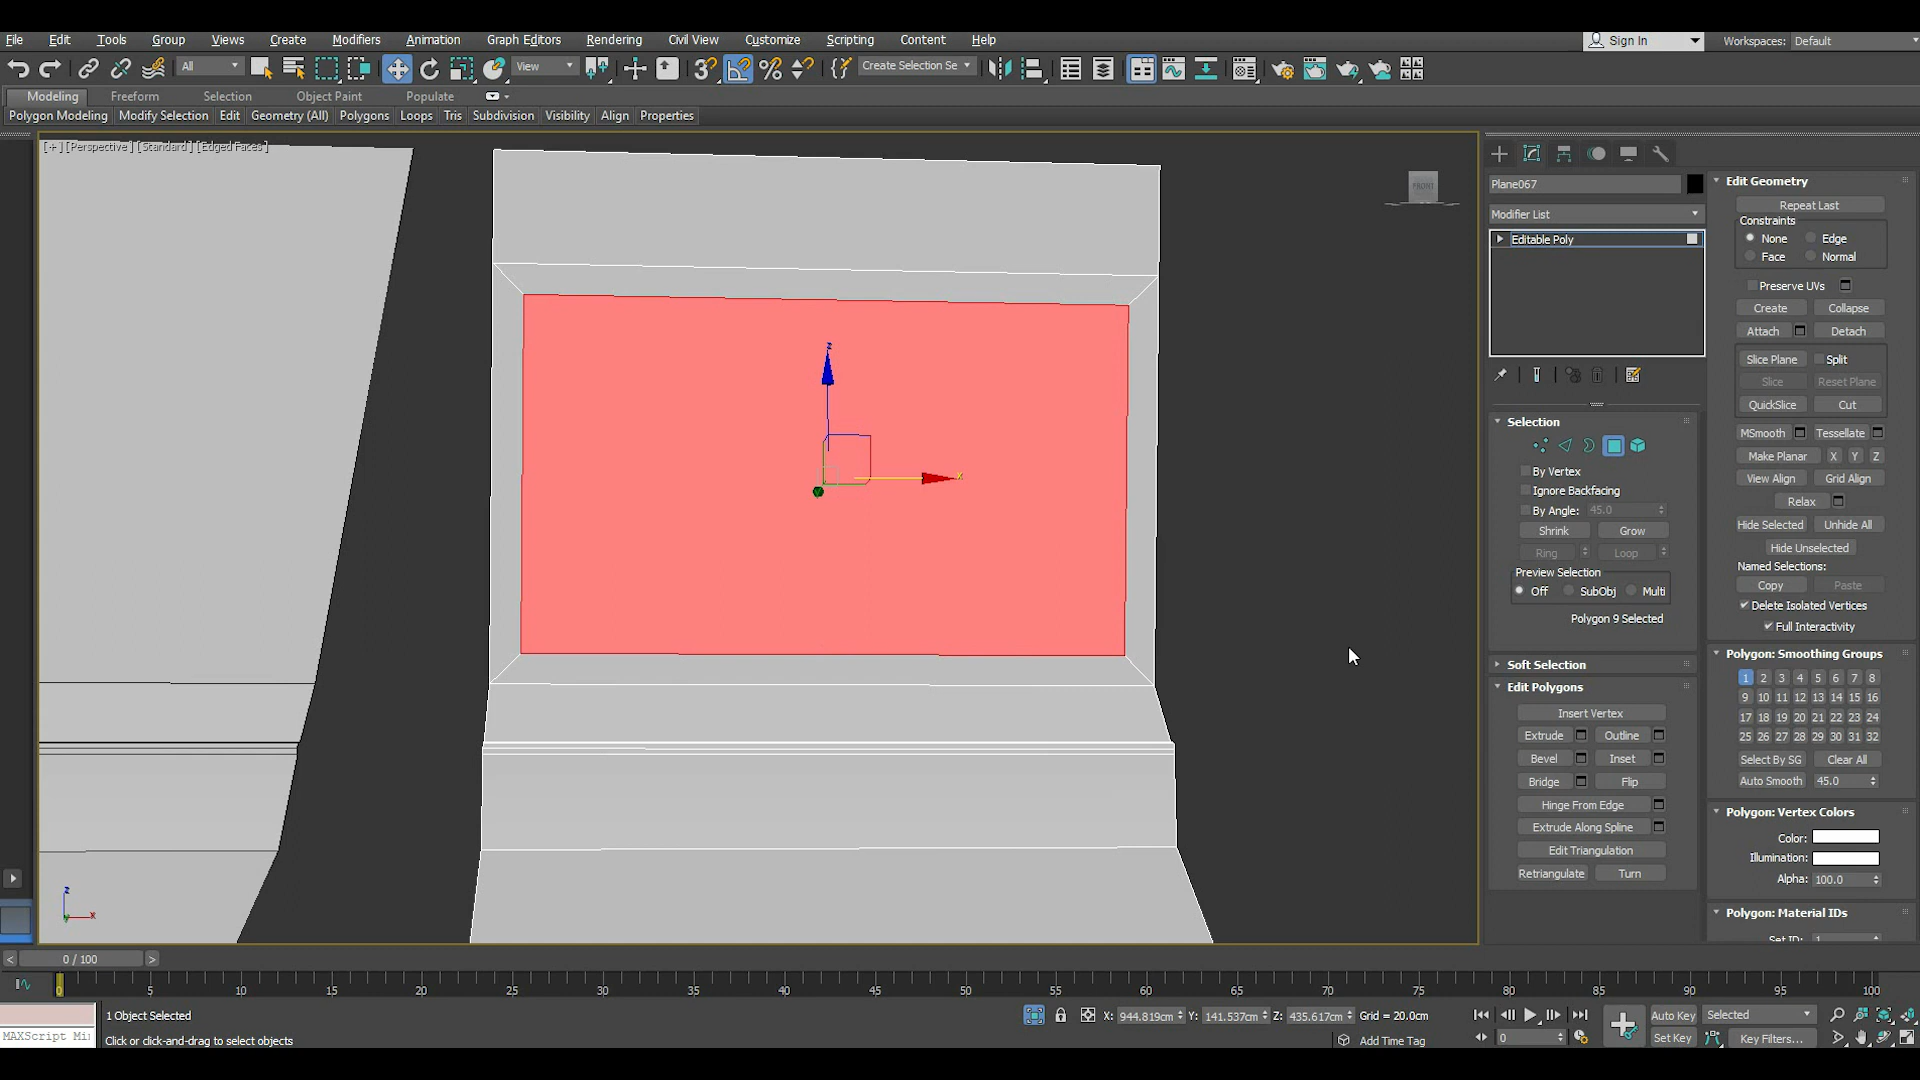 File Edit Tools Group Views Create Modifiers Animation Graph Editors Rendering Civil View Customize Scripting Content Help Sign In Workspaces: Default
All View Create Selection Se
Modeling Freeform Selection Object Paint Populate
Polygon Modeling Modify Selection Edit Geometry (All) Polygons Loops Tris Subdivision Visibility Align Properties
[+] [Perspective] [Standard] [Edged Faces]
FRONT
z
x
z
x
Plane067
Modifier List
Editable Poly
Selection
By Vertex
Ignore Backfacing
By Angle: 45.0
Shrink Grow
Ring Loop
Preview Selection
Off SubObj Multi
Polygon 9 Selected
Soft Selection
Edit Polygons
Insert Vertex
Extrude Outline
Bevel Inset
Bridge Flip
Hinge From Edge
Extrude Along Spline
Edit Triangulation
Retriangulate Turn
Edit Geometry
Repeat Last
Constraints
None Edge
Face Normal
Preserve UVs
Create Collapse
Attach Detach
Slice Plane Split
Slice Reset Plane
QuickSlice Cut
MSmooth Tessellate
Make Planar X Y Z
View Align Grid Align
Relax
Hide Selected Unhide All
Hide Unselected
Named Selections:
Copy Paste
Delete Isolated Vertices
Full Interactivity
Polygon: Smoothing Groups
1 2 3 4 5 6 7 8
9 10 11 12 13 14 15 16
17 18 19 20 21 22 23 24
25 26 27 28 29 30 31 32
Select By SG Clear All
Auto Smooth 45.0
Polygon: Vertex Colors
Color:
Illumination:
Alpha: 100.0
Polygon: Material IDs
Set ID: 1
< 0 / 100 >
0 5 10 15 20 25 30 35 40 45 50 55 60 65 70 75 80 85 90 95 100
1 Object Selected X: 944.819cm Y: 141.537cm Z: 435.617cm Grid = 20.0cm Auto Key Selected
MAXScript Mi Click or click-and-drag to select objects Add Time Tag 0 Set Key Key Filters...